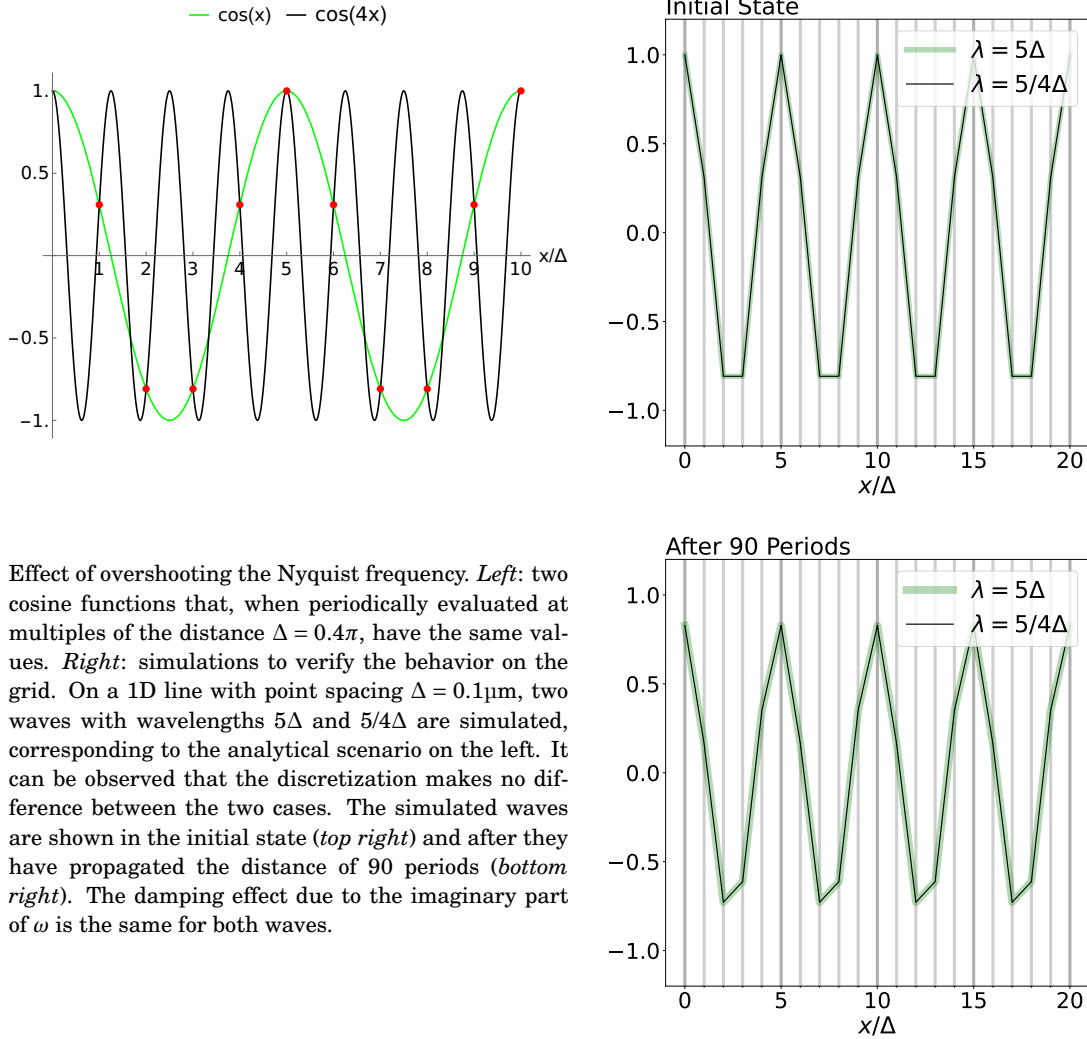 cos(x) cos(4x)
1.
0.5
−0.5
−1.
1 2 3 4 5 6 7 8 9 10 x/Δ
Initial State
λ = 5Δ
λ = 5/4Δ
1.0
0.5
0.0
−0.5
−1.0
0 5 10 15 20
x/Δ
Effect of overshooting the Nyquist frequency. Left: two
cosine functions that, when periodically evaluated at
multiples of the distance Δ = 0.4π, have the same val-
ues. Right: simulations to verify the behavior on the
grid. On a 1D line with point spacing Δ = 0.1µm, two
waves with wavelengths 5Δ and 5/4Δ are simulated,
corresponding to the analytical scenario on the left. It
can be observed that the discretization makes no dif-
ference between the two cases. The simulated waves
are shown in the initial state (top right) and after they
have propagated the distance of 90 periods (bottom
right). The damping effect due to the imaginary part
of ω is the same for both waves.
After 90 Periods
λ = 5Δ
λ = 5/4Δ
1.0
0.5
0.0
−0.5
−1.0
0 5 10 15 20
x/Δ